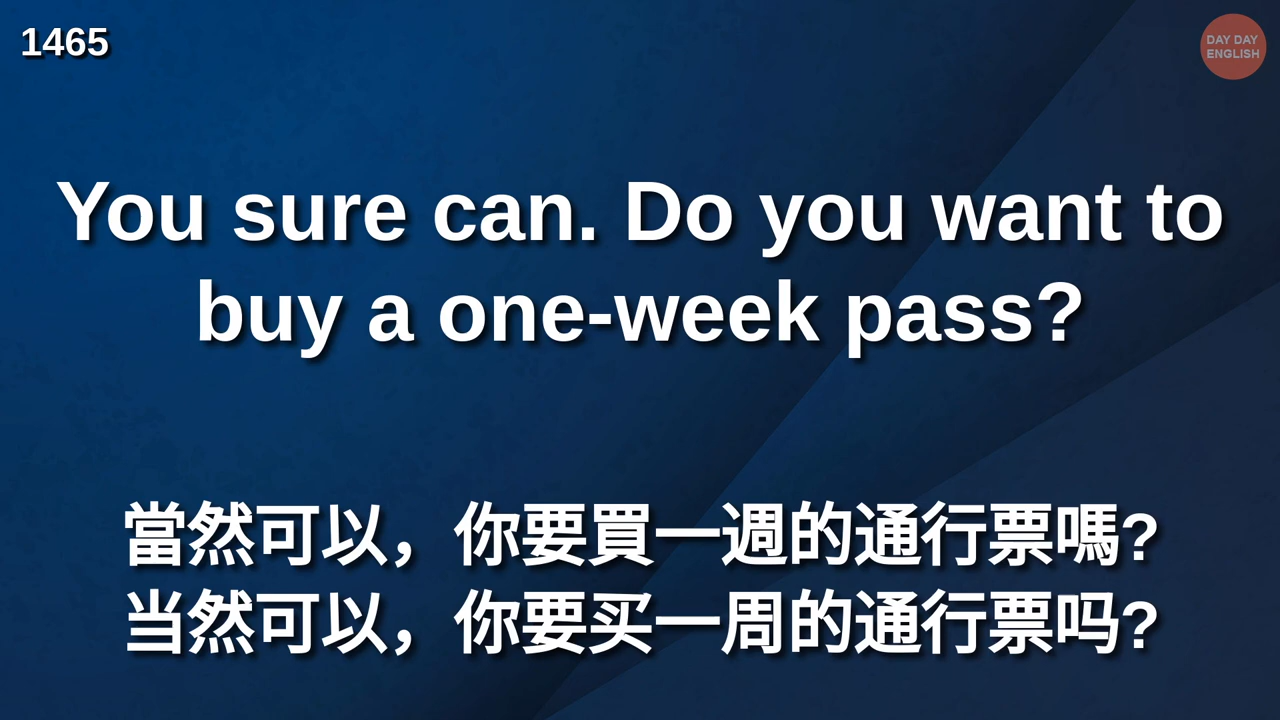 1465
DAY DAY
ENGLISH
You sure can. Do you want to
buy a one-week pass?
當然可以，你要買一週的通行票嗎?
当然可以，你要买一周的通行票吗?